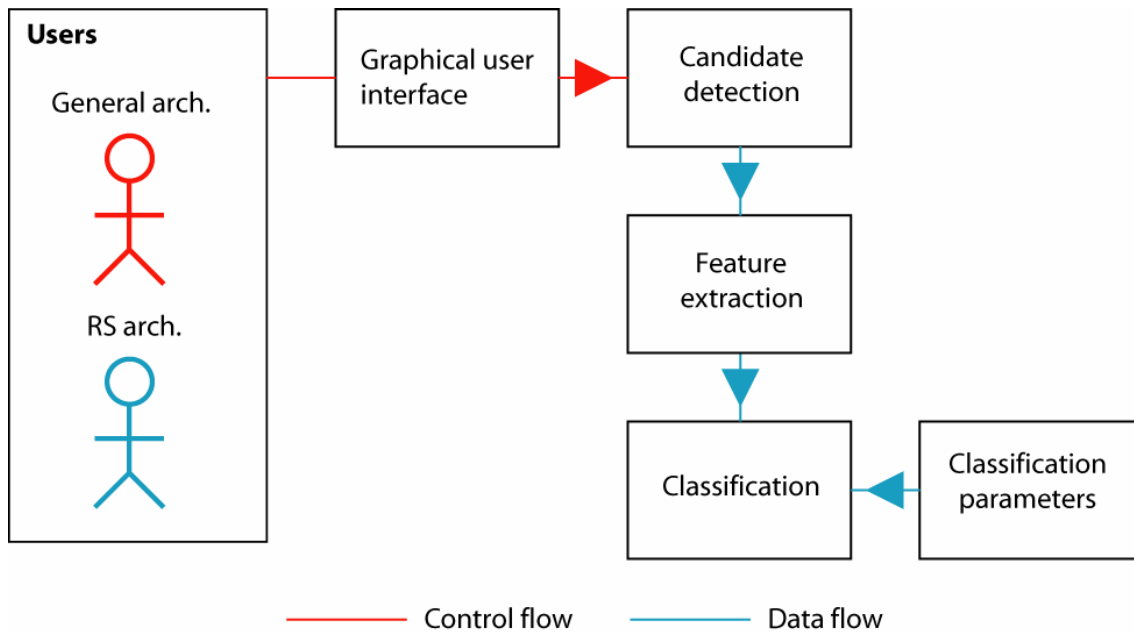 Users
General arch.
RS arch.
Graphical user
interface
Candidate
detection
Feature
extraction
Classification
Classification
parameters
Control flow
Data flow